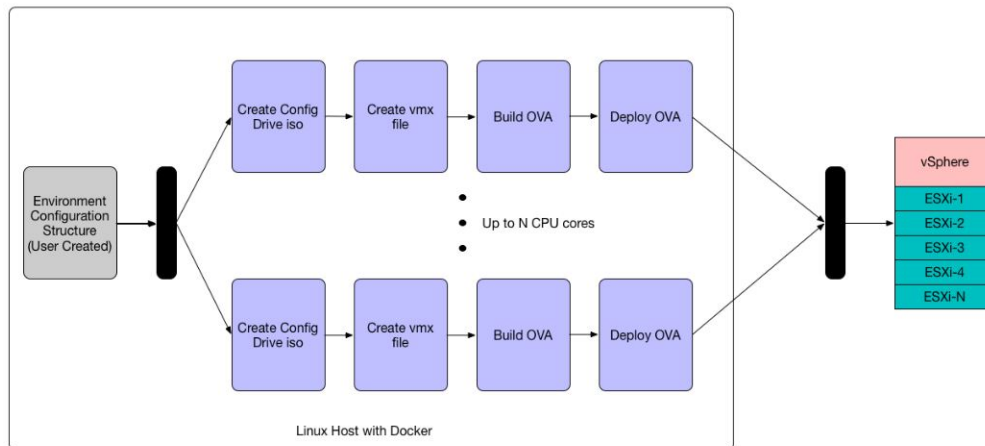 Environment
Configuration
Structure
(User Created)
Create Config
Drive iso
Create vmx
file
Build OVA
Deploy OVA
Up to N CPU cores
Create Config
Drive iso
Create vmx
file
Build OVA
Deploy OVA
Linux Host with Docker
vSphere
ESXi-1
ESXi-2
ESXi-3
ESXi-4
ESXi-N